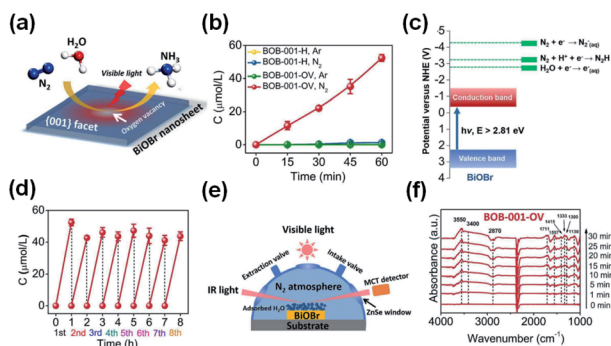 (a)
H₂O
N₂
NH₃
Visible light
{001} facet
Oxygen vacancy
BiOBr nanosheet
(b)
C (μmol/L)
60
40
20
0
BOB-001-H, Ar
BOB-001-H, N₂
BOB-001-OV, Ar
BOB-001-OV, N₂
0 15 30 45 60
Time (min)
(c)
Potential versus NHE (V)
-5
-4
-3
-2
-1
0
1
2
3
4
N₂ + e⁻ → N₂⁻(aq)
N₂ + H⁺ + e⁻→ N₂H
H₂O + e⁻→ e⁻(aq)
Conduction band
hν, E > 2.81 eV
Valence band
BiOBr
(d)
C (μmol/L)
60
40
20
0
0 1 2 3 4 5 6 7 8
1st 2nd 3rd 4th 5th 6th 7th 8th
Time (h)
(e)
Visible light
Extraction valve
Intake valve
IR light
N₂ atmosphere
MCT detector
Adsorbed H₂O
BiOBr
ZnSe window
Substrate
(f)
BOB-001-OV
Absorbance (a.u.)
3550
3400
2870
1711
1557
1415
1333
1300
1138
30 min
25 min
20 min
15 min
10 min
5 min
1 min
0 min
4000 3000 2000 1000
Wavenumber (cm⁻¹)